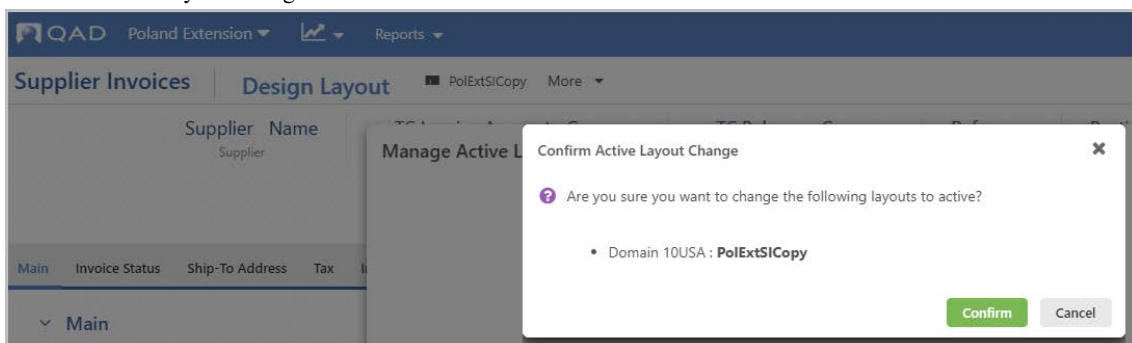 QAD Poland Extension Reports
Supplier Invoices Design Layout PolExtSICopy More
Supplier Name
Supplier
Manage Active L
Confirm Active Layout Change
Are you sure you want to change the following layouts to active?
• Domain 10USA : PolExtSICopy
Main Invoice Status Ship-To Address Tax
Main
Confirm Cancel